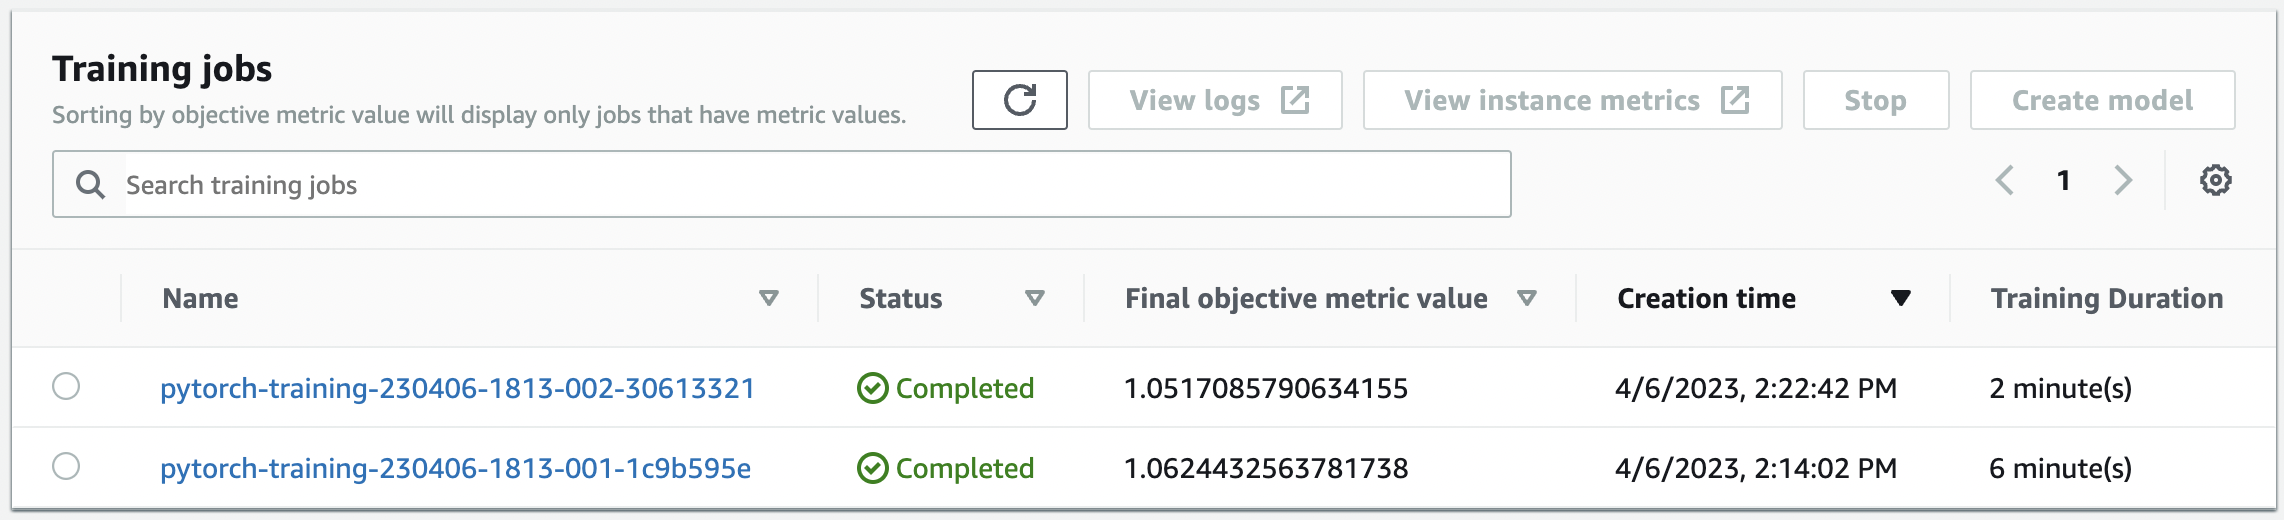 Training jobs
Sorting by objective metric value will display only jobs that have metric values.
View logs
View instance metrics
Stop
Create model
Search training jobs
1
Name Status Final objective metric value Creation time Training Duration
pytorch-training-230406-1813-002-30613321 Completed 1.0517085790634155 4/6/2023, 2:22:42 PM 2 minute(s)
pytorch-training-230406-1813-001-1c9b595e Completed 1.0624432563781738 4/6/2023, 2:14:02 PM 6 minute(s)